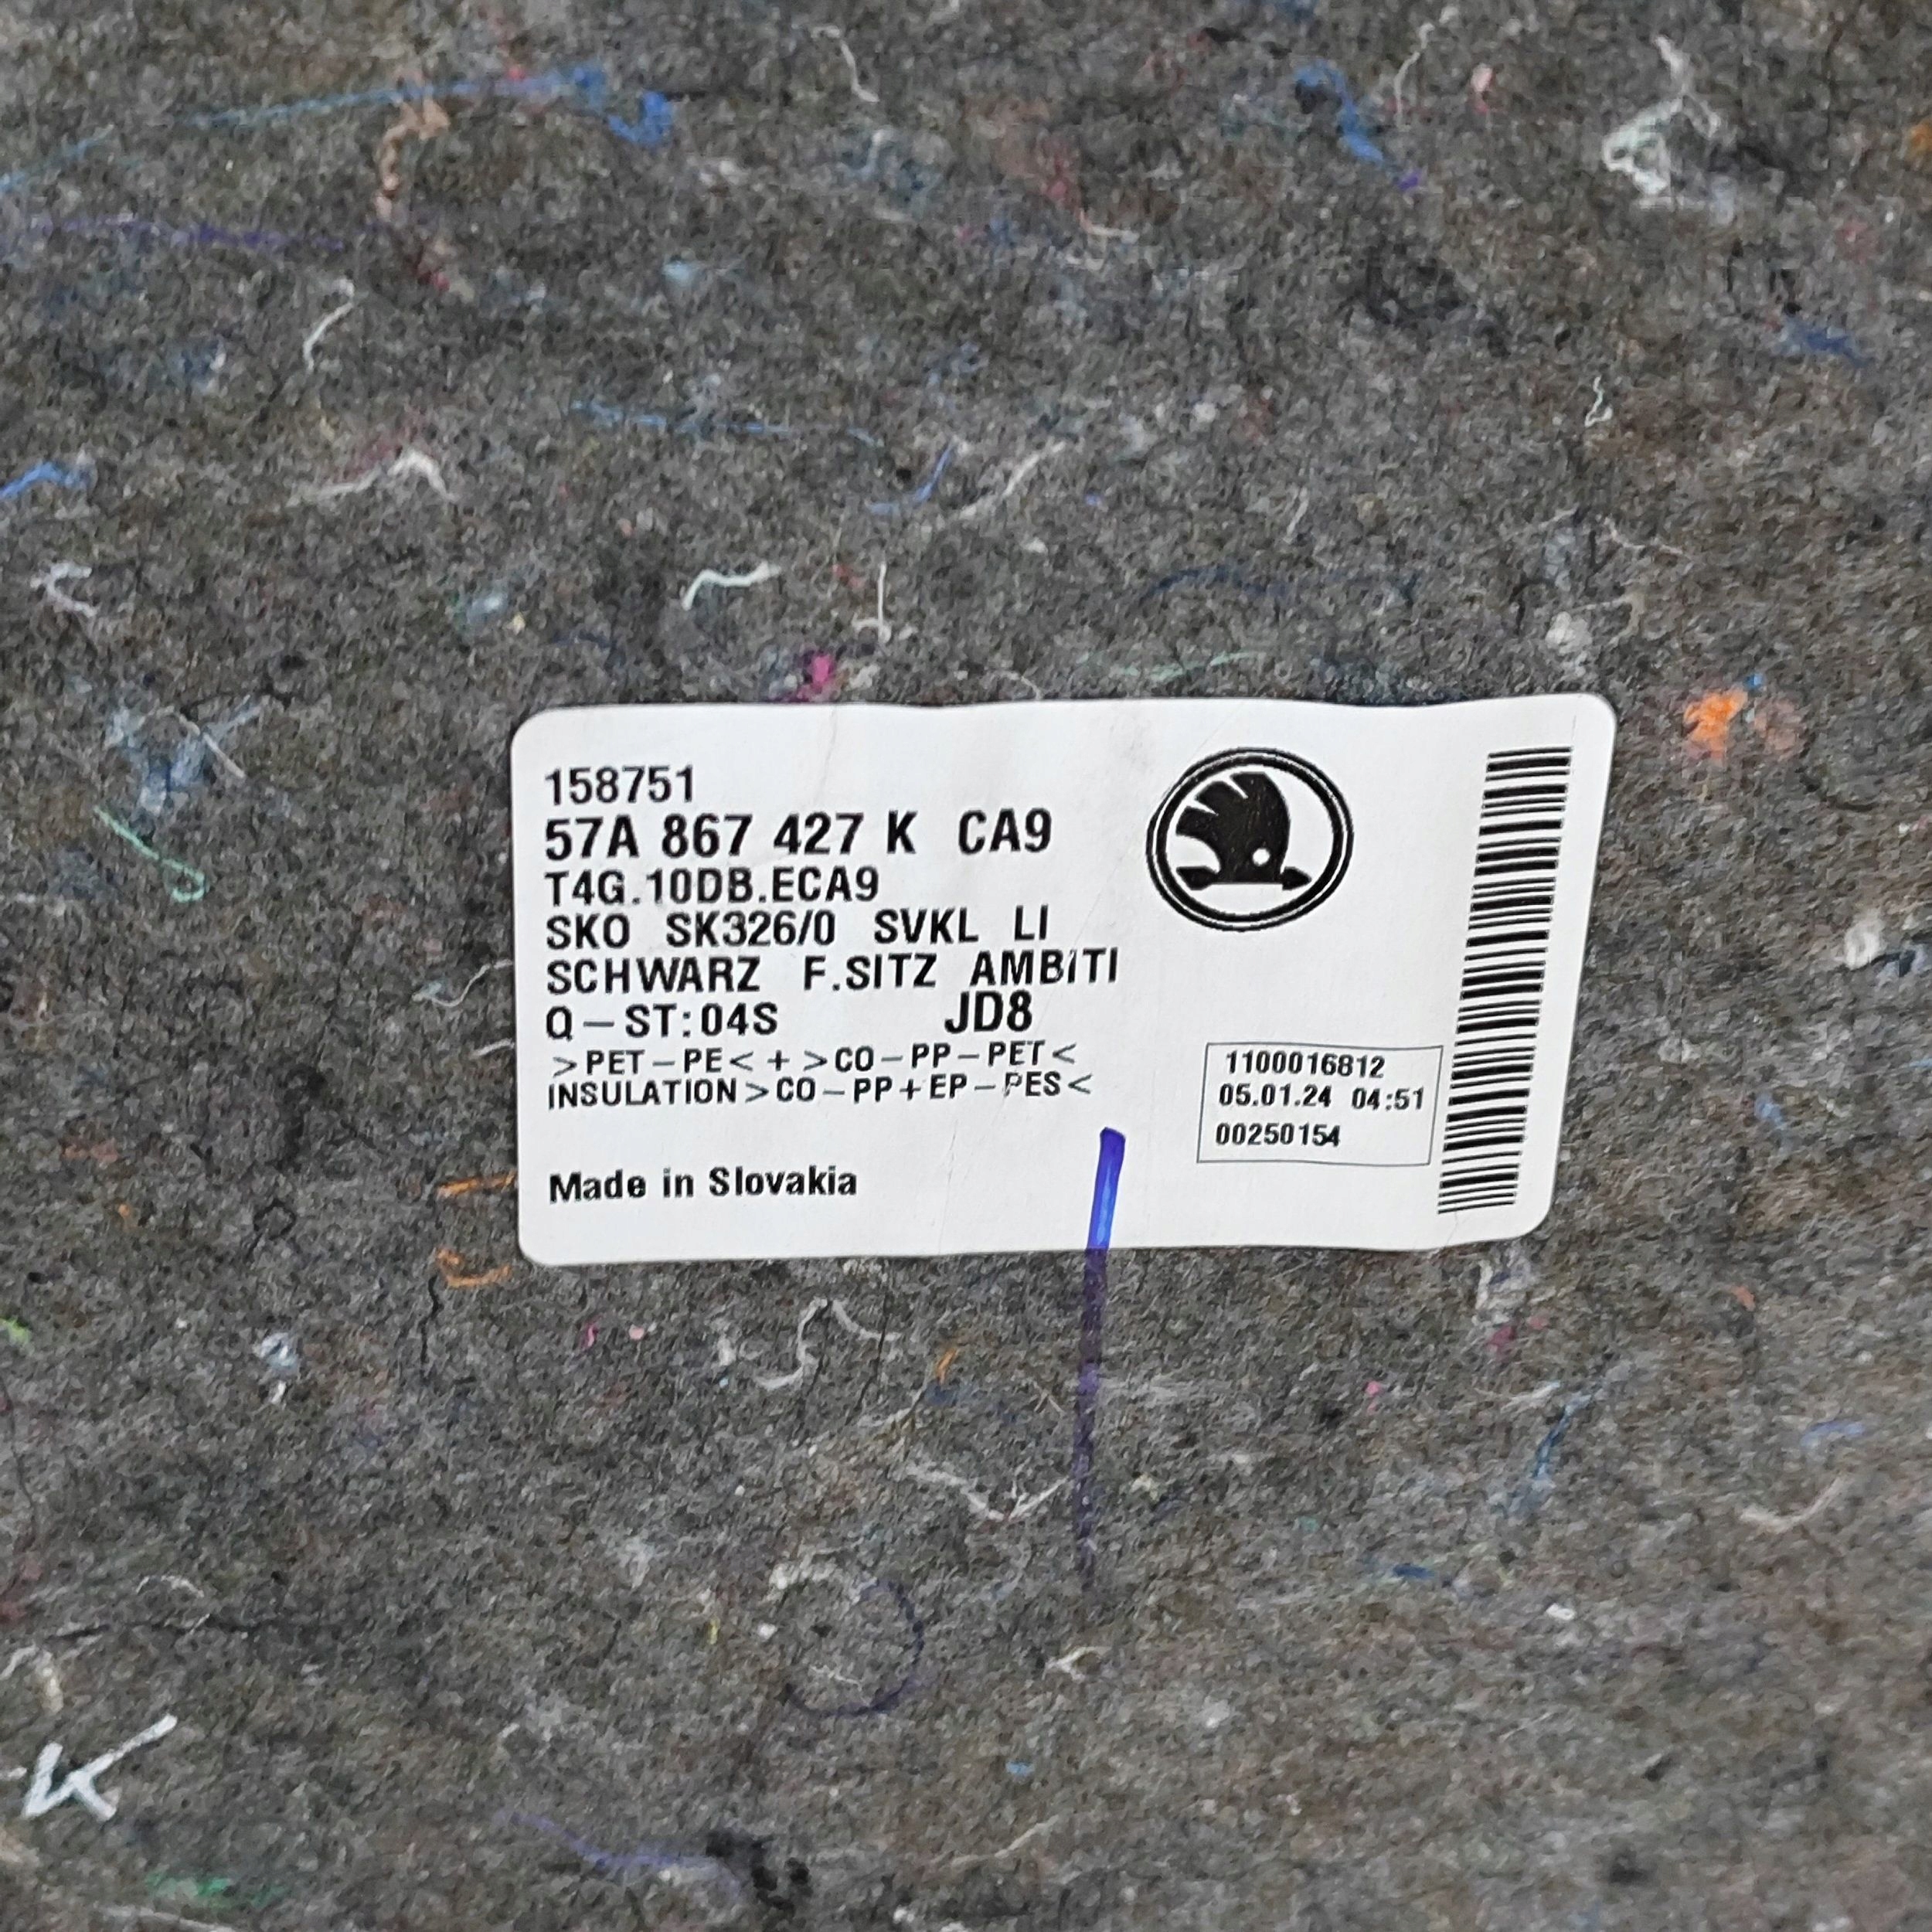 158751
57A 867 427 K CA9
T4G.10DB.ECA9
SKO SK326/0 SVKL LI
SCHWARZ F.SITZ AMBITI
Q-ST:04S JD8
>PET-PE<+>CO-PP-PET<
INSULATION>CO-PP+EP-PES<
Made in Slovakia
1100016812
05.01.24 04:51
00250154
K